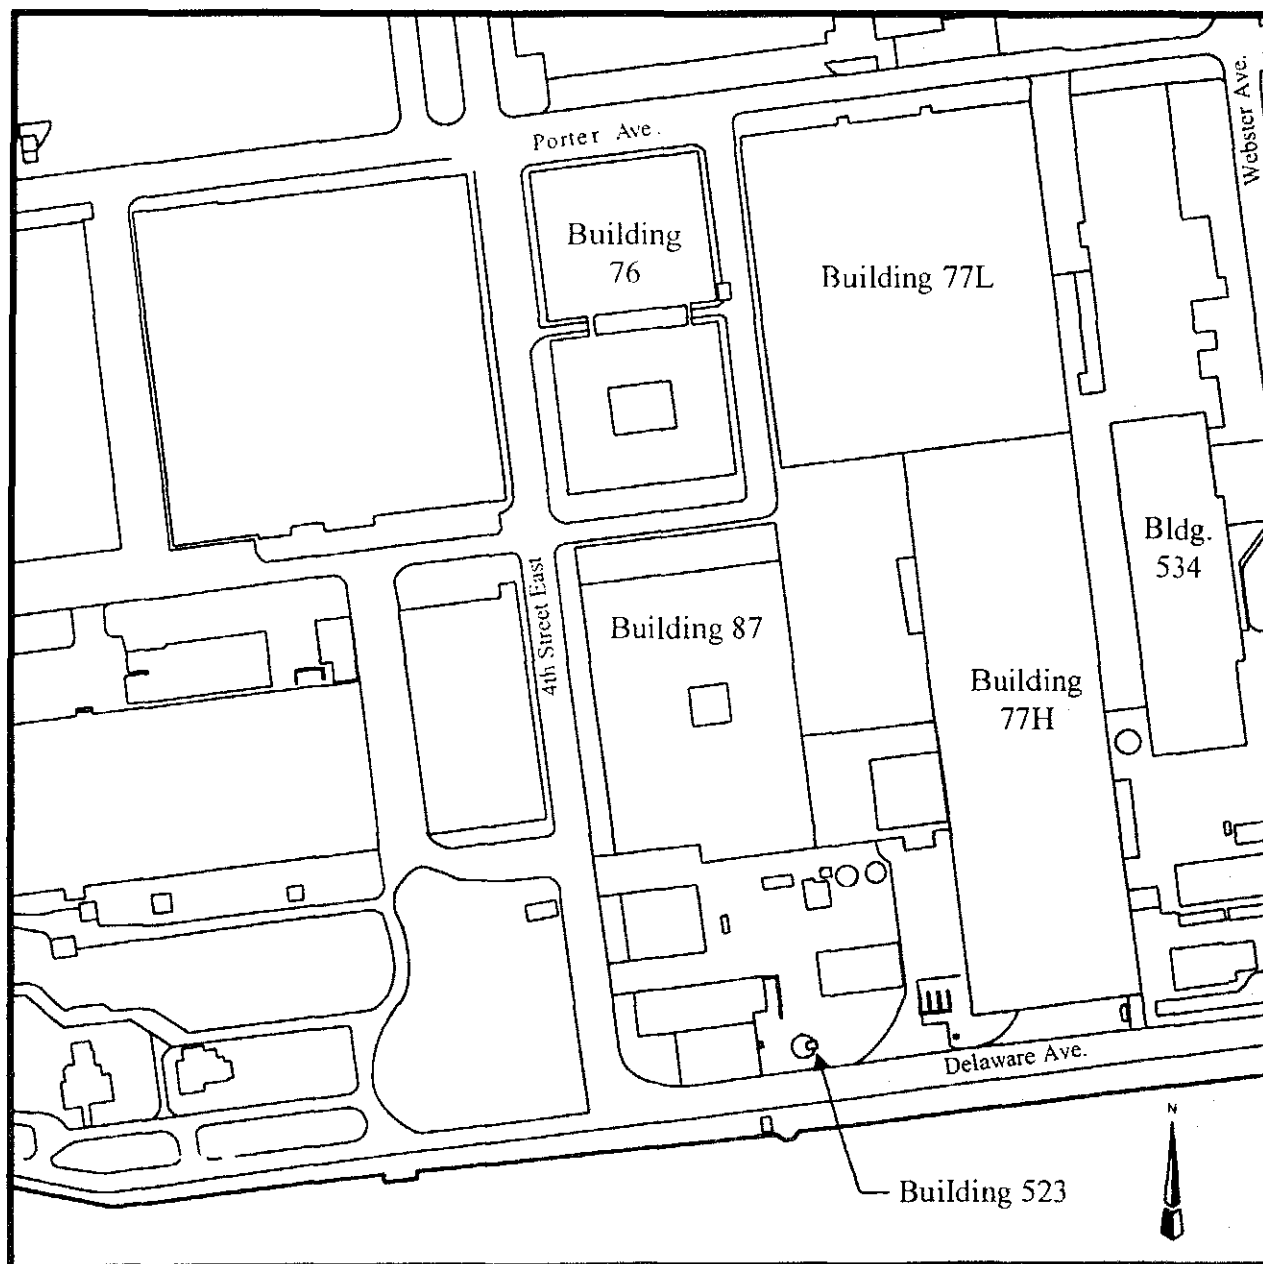 Webster Ave.
Porter Ave.
Building
76
Building 77L
Bldg.
534
4th Street East
Building 87
Building
77H
Delaware Ave.
N
Building 523